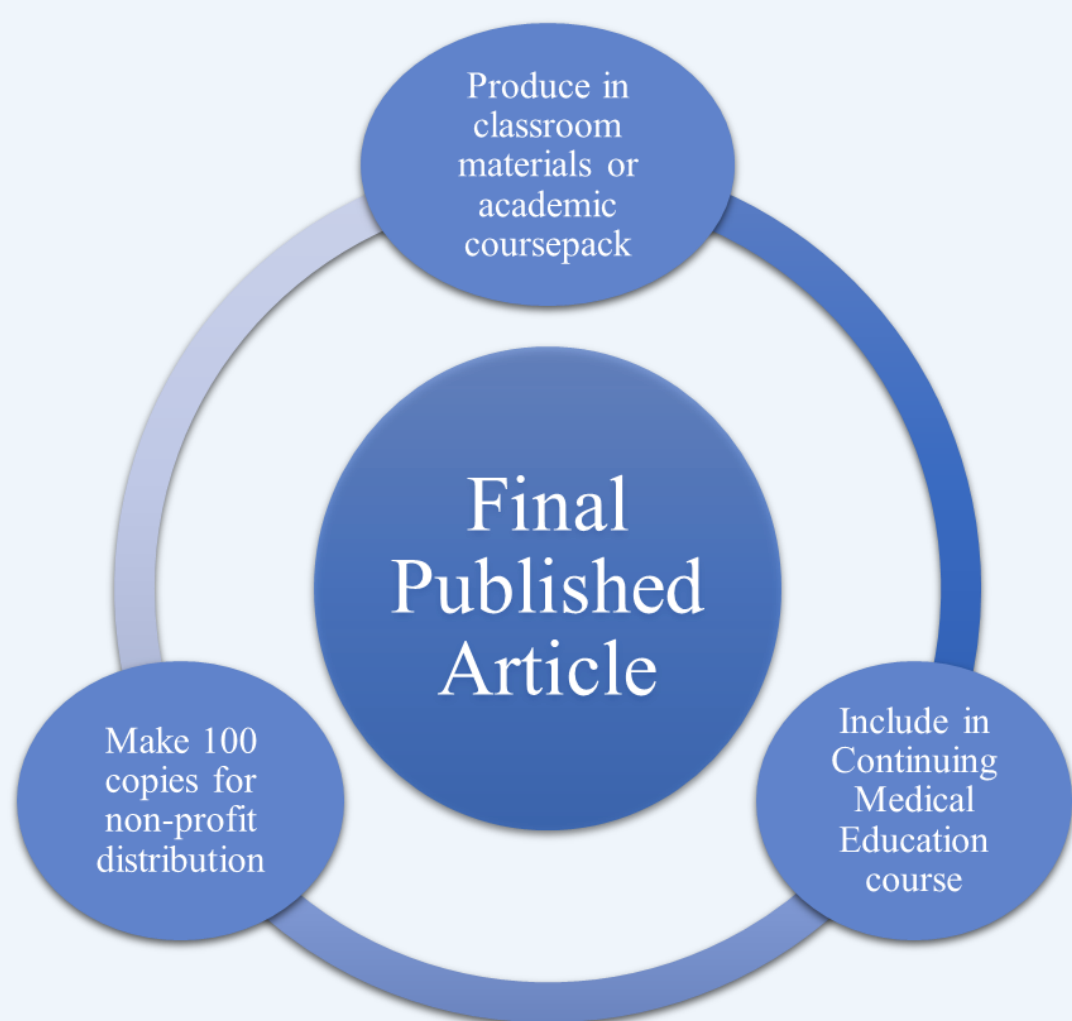 Produce in
classroom
materials or
academic
coursepack
Final
Published
Article
Make 100
copies for
non-profit
distribution
Include in
Continuing
Medical
Education
course